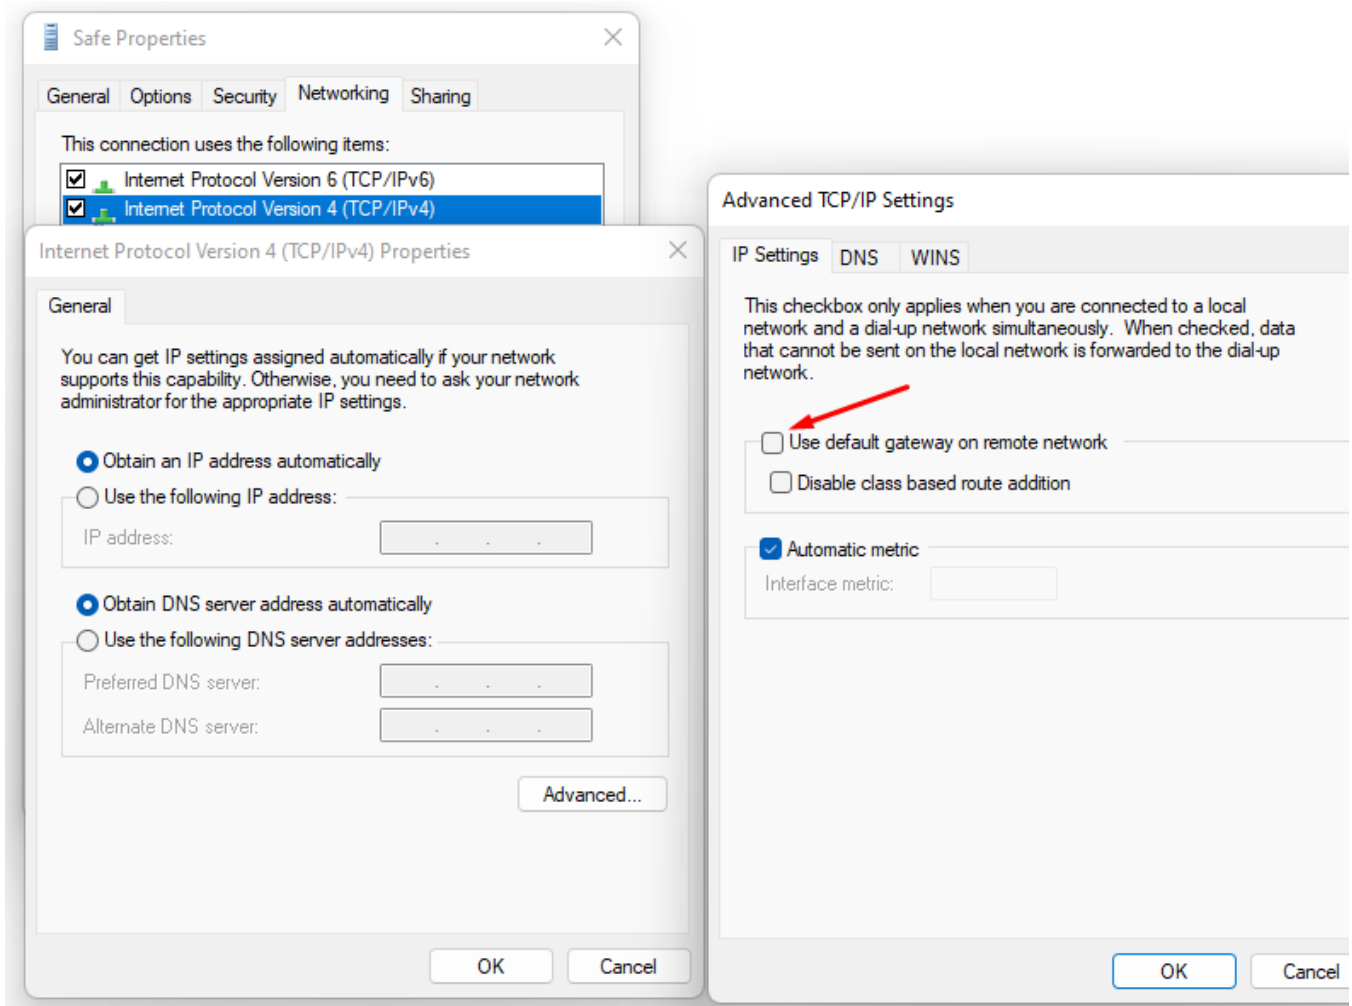 Safe Properties
General Options Security Networking Sharing
This connection uses the following items:
Internet Protocol Version 6 (TCP/IPv6)
Internet Protocol Version 4 (TCP/IPv4)
Internet Protocol Version 4 (TCP/IPv4) Properties
General
You can get IP settings assigned automatically if your network
supports this capability. Otherwise, you need to ask your network
administrator for the appropriate IP settings.
Obtain an IP address automatically
Use the following IP address:
IP address:
Obtain DNS server address automatically
Use the following DNS server addresses:
Preferred DNS server:
Alternate DNS server:
Advanced...
OK Cancel
Advanced TCP/IP Settings
IP Settings DNS WINS
This checkbox only applies when you are connected to a local
network and a dial-up network simultaneously. When checked, data
that cannot be sent on the local network is forwarded to the dial-up
network.
Use default gateway on remote network
Disable class based route addition
Automatic metric
Interface metric:
OK Cancel